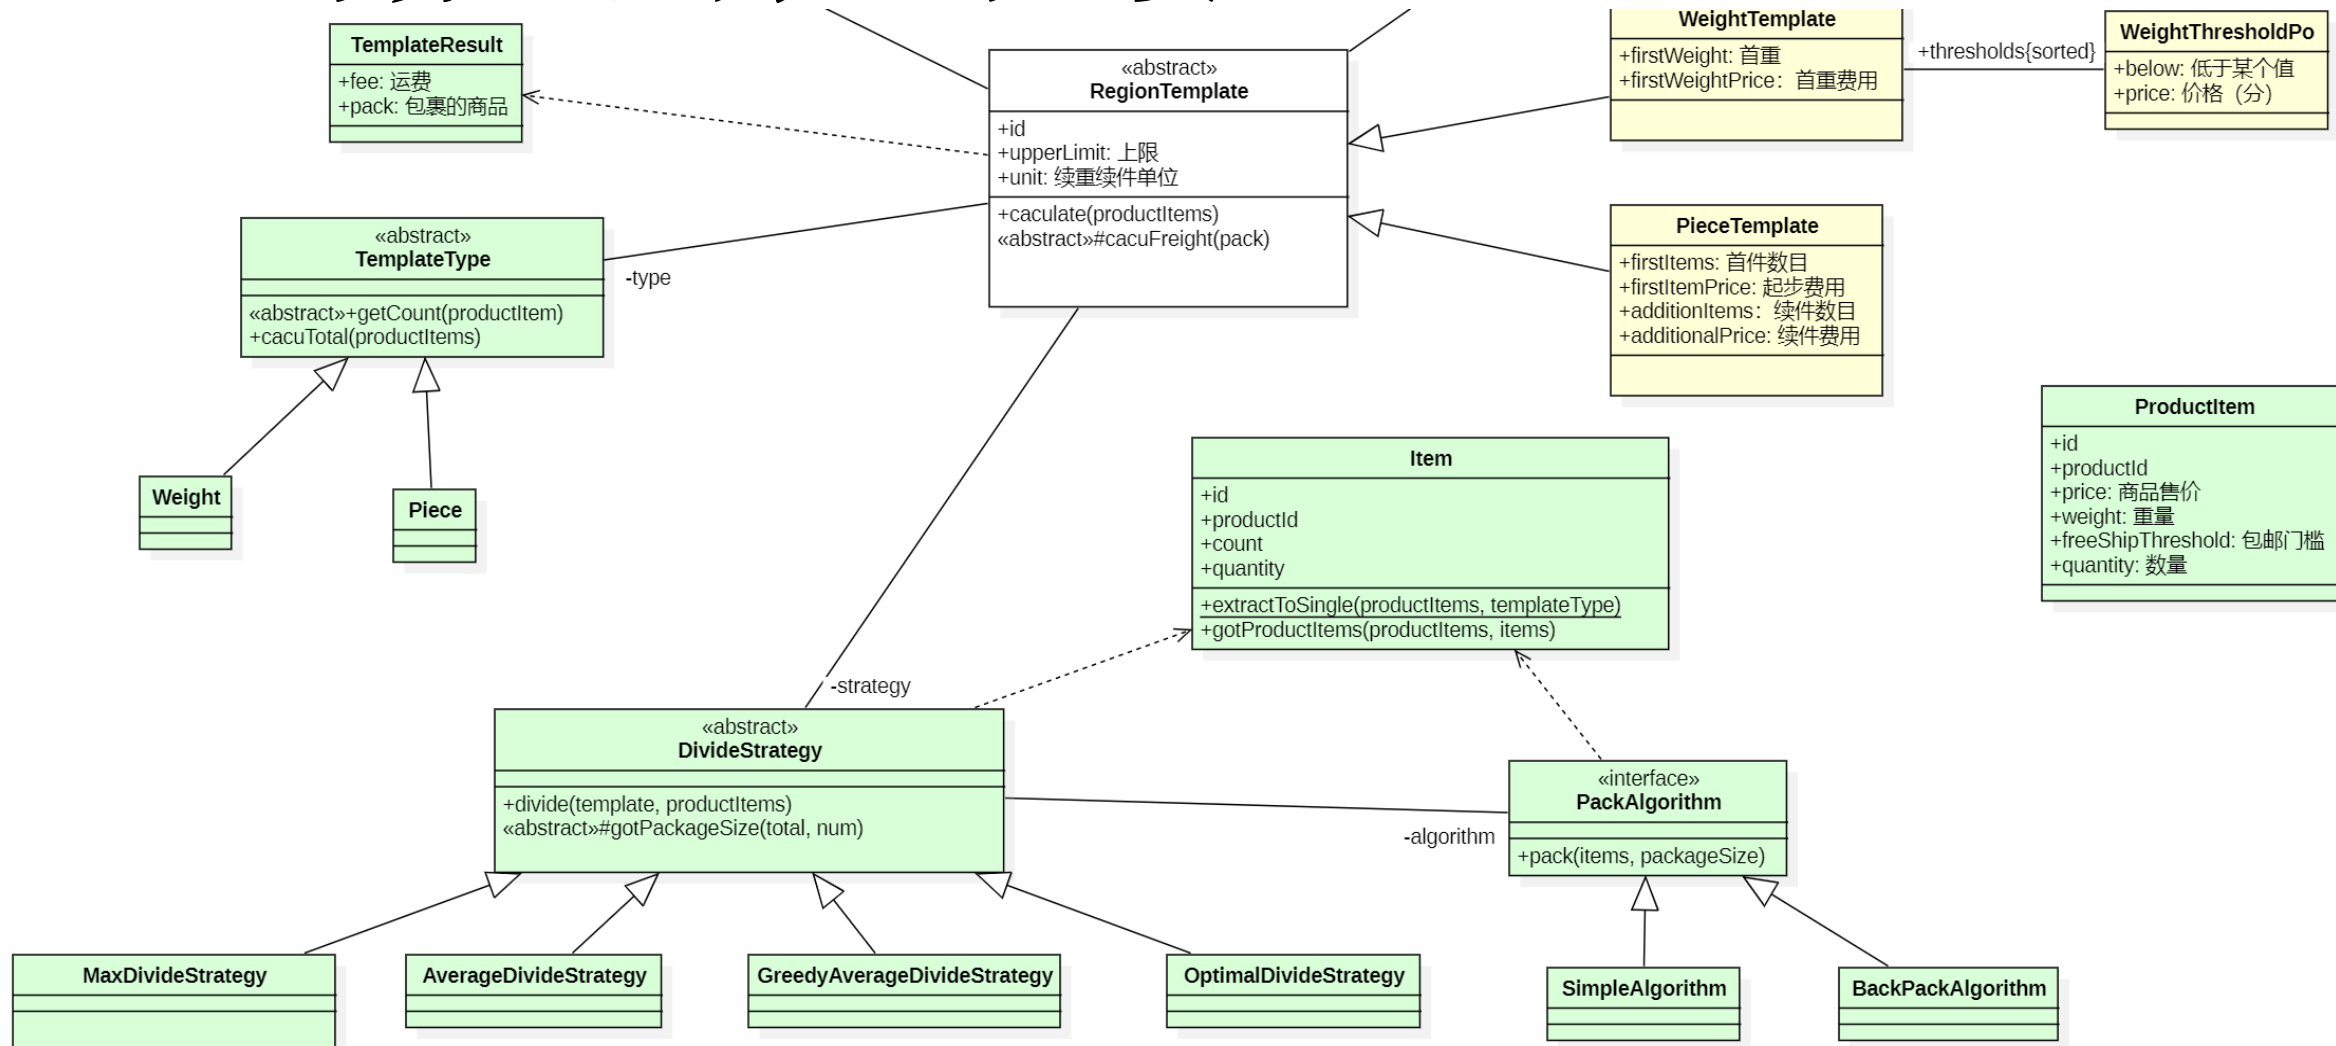 TemplateResult
+fee: 运费
+pack: 包裹的商品
«abstract»
RegionTemplate
+id
+upperLimit: 上限
+unit: 续重续件单位
+caculate(productItems)
«abstract»#cacuFreight(pack)
WeightTemplate
+firstWeight: 首重
+firstWeightPrice：首重费用
+thresholds{sorted}
WeightThresholdPo
+below: 低于某个值
+price: 价格（分）
«abstract»
TemplateType
«abstract»+getCount(productItem)
+cacuTotal(productItems)
-type
PieceTemplate
+firstItems: 首件数目
+firstItemPrice: 起步费用
+additionItems：续件数目
+additionalPrice: 续件费用
Weight
Piece
Item
+id
+productId
+count
+quantity
+extractToSingle(productItems, templateType)
+gotProductItems(productItems, items)
ProductItem
+id
+productId
+price: 商品售价
+weight: 重量
+freeShipThreshold: 包邮门槛
+quantity: 数量
-strategy
«abstract»
DivideStrategy
+divide(template, productItems)
«abstract»#gotPackageSize(total, num)
-algorithm
«interface»
PackAlgorithm
+pack(items, packageSize)
MaxDivideStrategy
AverageDivideStrategy
GreedyAverageDivideStrategy
OptimalDivideStrategy
SimpleAlgorithm
BackPackAlgorithm